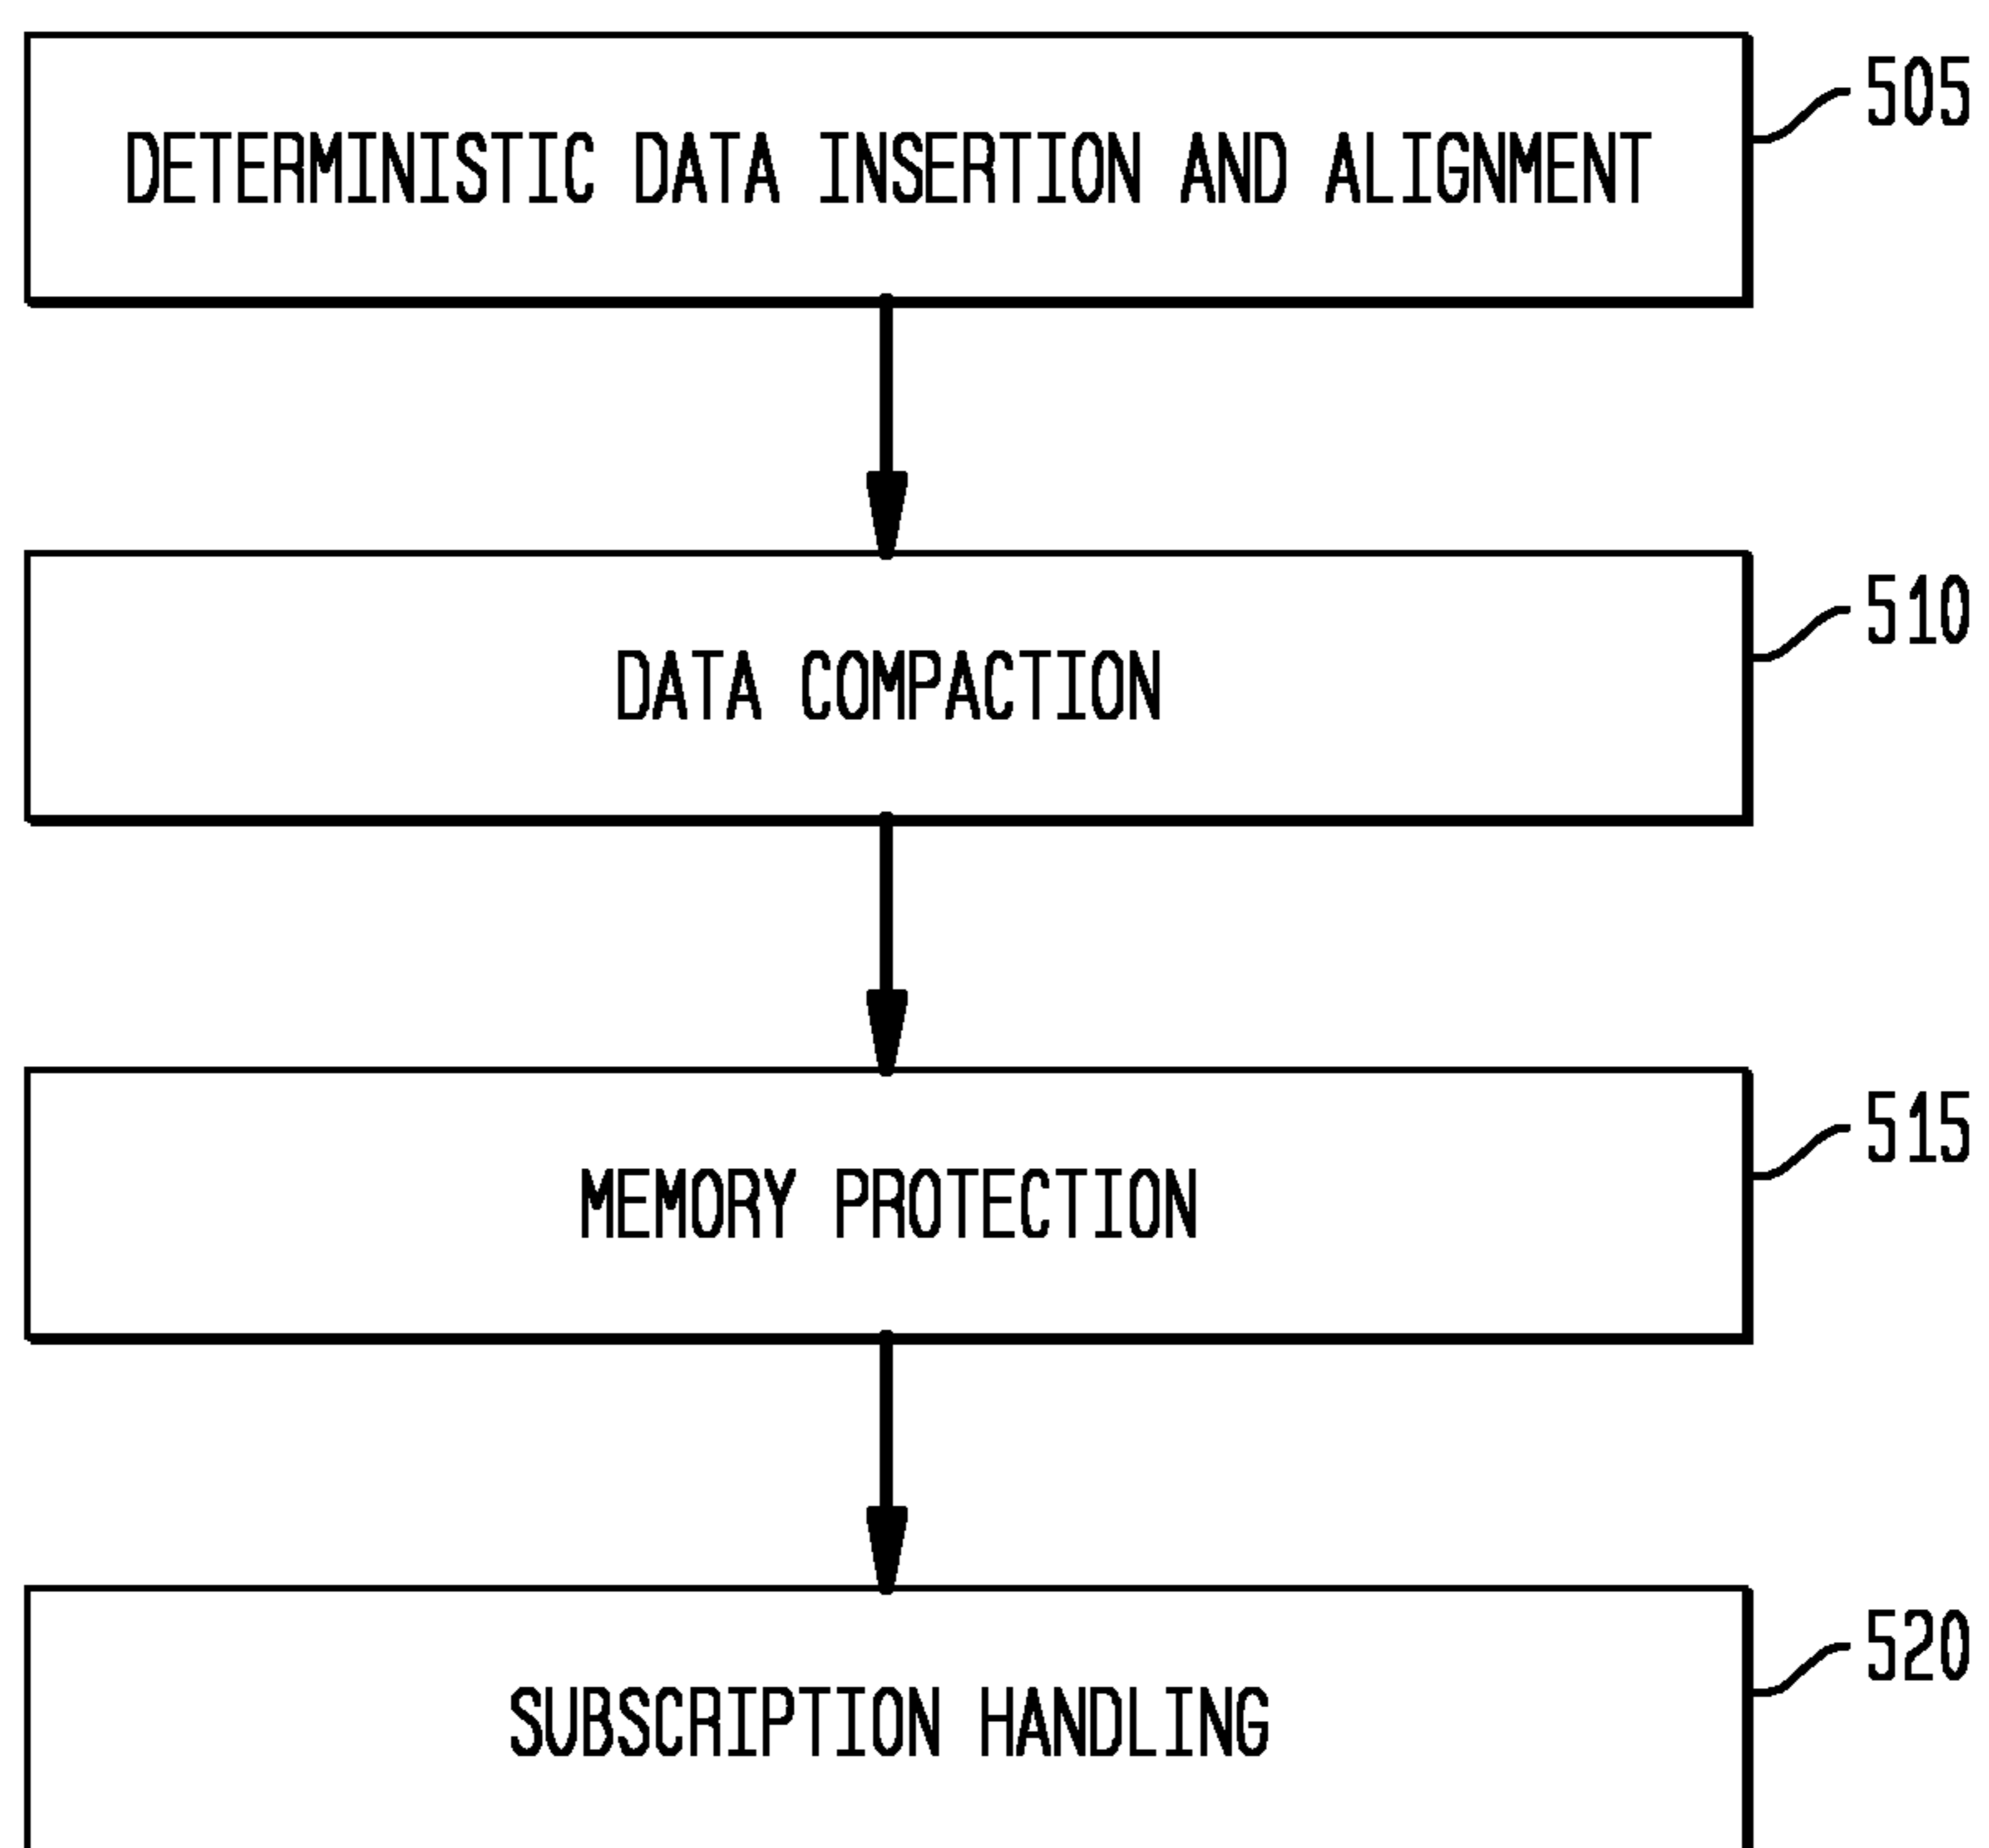 505
DETERMINISTIC DATA INSERTION AND ALIGNMENT
510
DATA COMPACTION
515
MEMORY PROTECTION
520
SUBSCRIPTION HANDLING